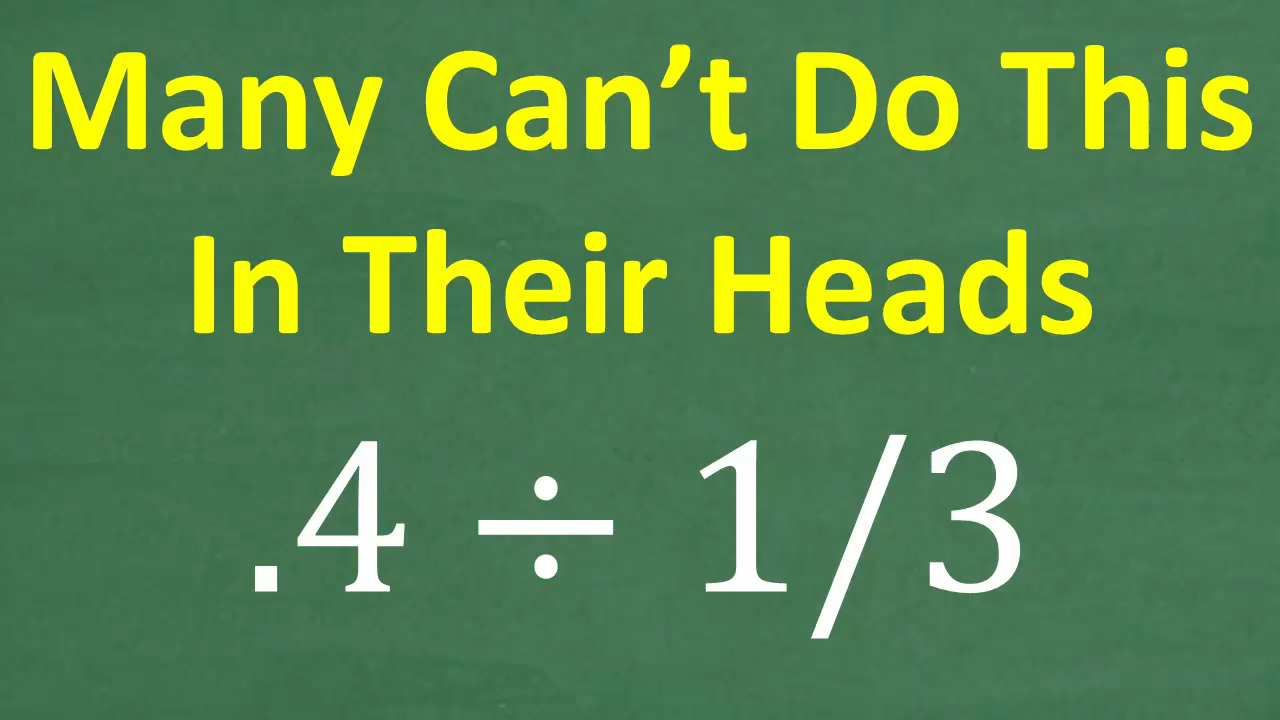 Many Can’t Do This
In Their Heads
.4 ÷ 1/3